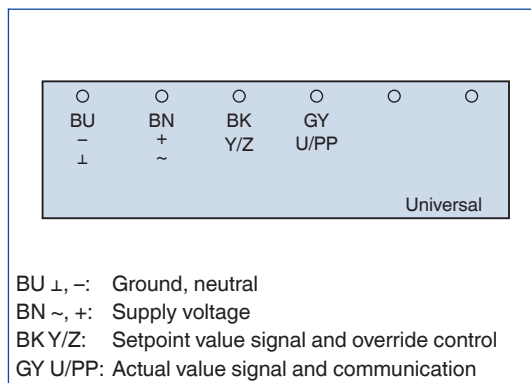 BU BN BK GY
– + Y/Z U/PP
⊥ ~
Universal
BU ⊥, –: Ground, neutral
BN ~, +: Supply voltage
BK Y/Z: Setpoint value signal and override control
GY U/PP: Actual value signal and communication